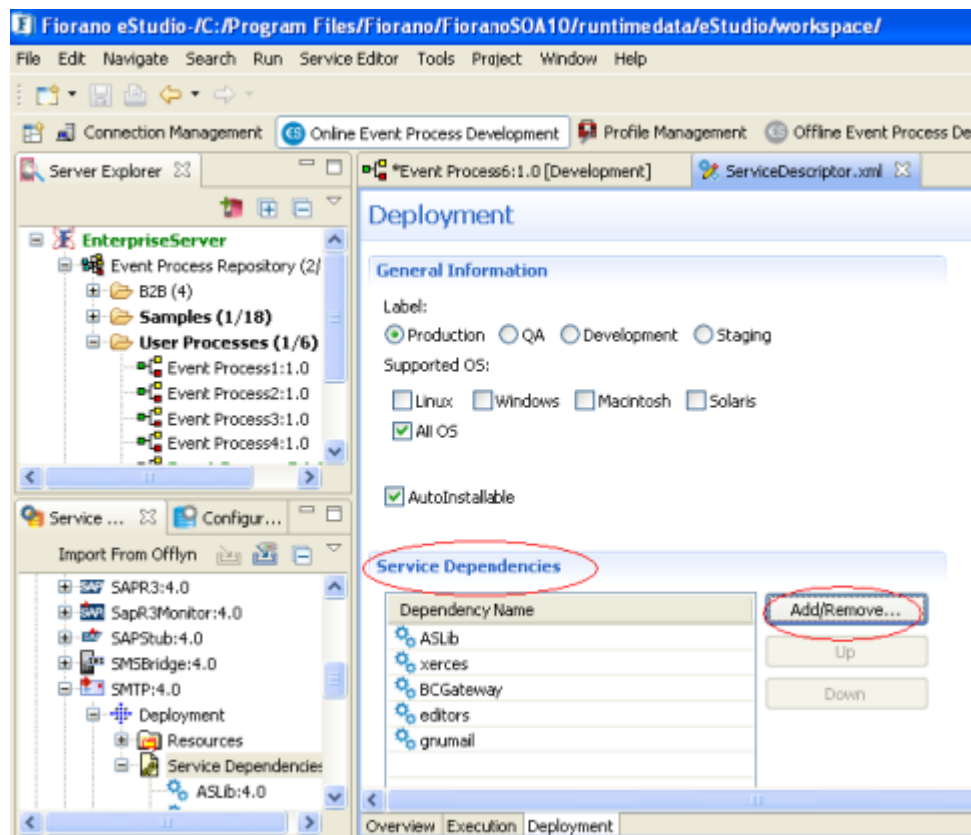 Fiorano eStudio-/C:/Program Files/Fiorano/FioranoSOA10/runtimedata/eStudio/workspace/
File Edit Navigate Search Run Service Editor Tools Project Window Help
Connection Management Online Event Process Development Profile Management Offline Event Process De
Server Explorer
EnterpriseServer
Event Process Repository (2/
B2B (4)
Samples (1/18)
User Processes (1/6)
Event Process1:1.0
Event Process2:1.0
Event Process3:1.0
Event Process4:1.0
Service ... Configur...
Import From Offlyn
SAPR3:4.0
SapR3Monitor:4.0
SAPStub:4.0
SMSBridge:4.0
SMTP:4.0
Deployment
Resources
Service Dependencies
ASLib:4.0
*Event Process6:1.0 [Development] ServiceDescriptor.xml
Deployment
General Information
Label:
Production QA Development Staging
Supported OS:
Linux Windows Macintosh Solaris
All OS
AutoInstallable
Service Dependencies
Dependency Name
ASLib
xerces
BCGateway
editors
gnumail
Add/Remove...
Up
Down
Overview Execution Deployment